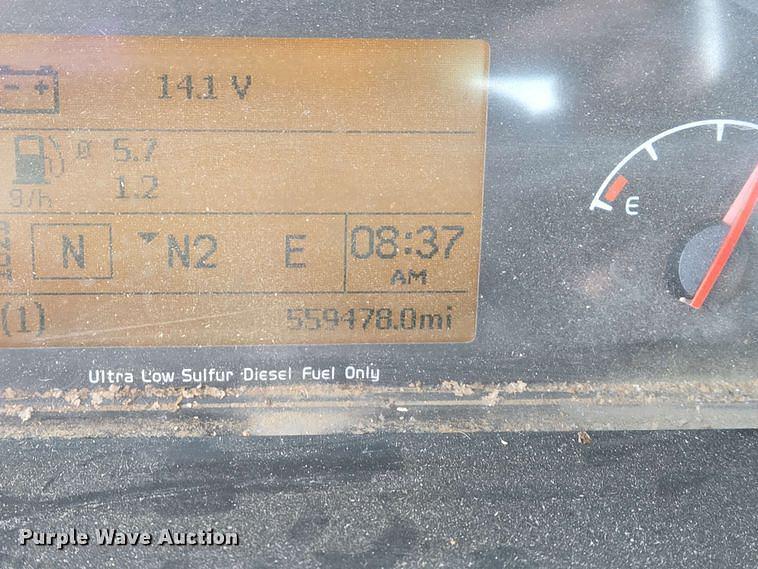 14.1 V
ø 5.7
g/h 1.2
N N2 E 08:37
AM
(1) 559478.0mi
E
Ultra Low Sulfur Diesel Fuel Only
Purple Wave Auction